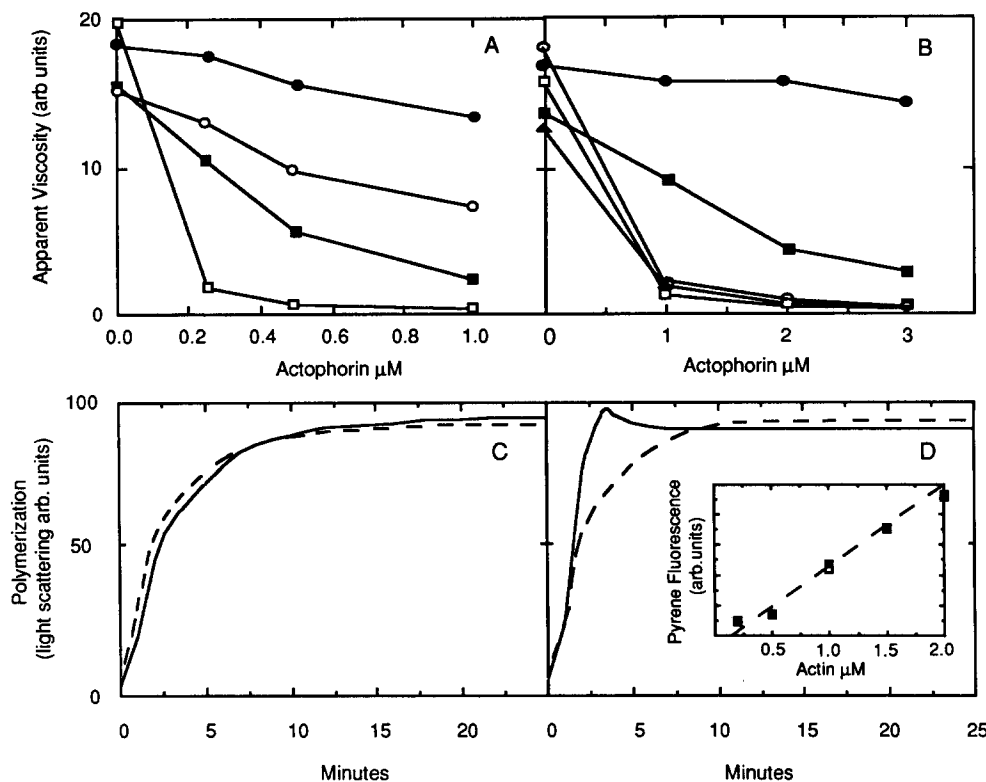 A
B
20
10
0
Apparent Viscosity (arb units)
0.0 0.2 0.4 0.6 0.8 1.0
0 1 2 3
Actophorin μM
Actophorin μM
C
D
100
50
0
Polymerization
(light scattering arb. units)
Pyrene Fluorescence
(arb.units)
0.5 1.0 1.5 2.0
Actin μM
0 5 10 15 20
0 5 10 15 20 25
Minutes
Minutes